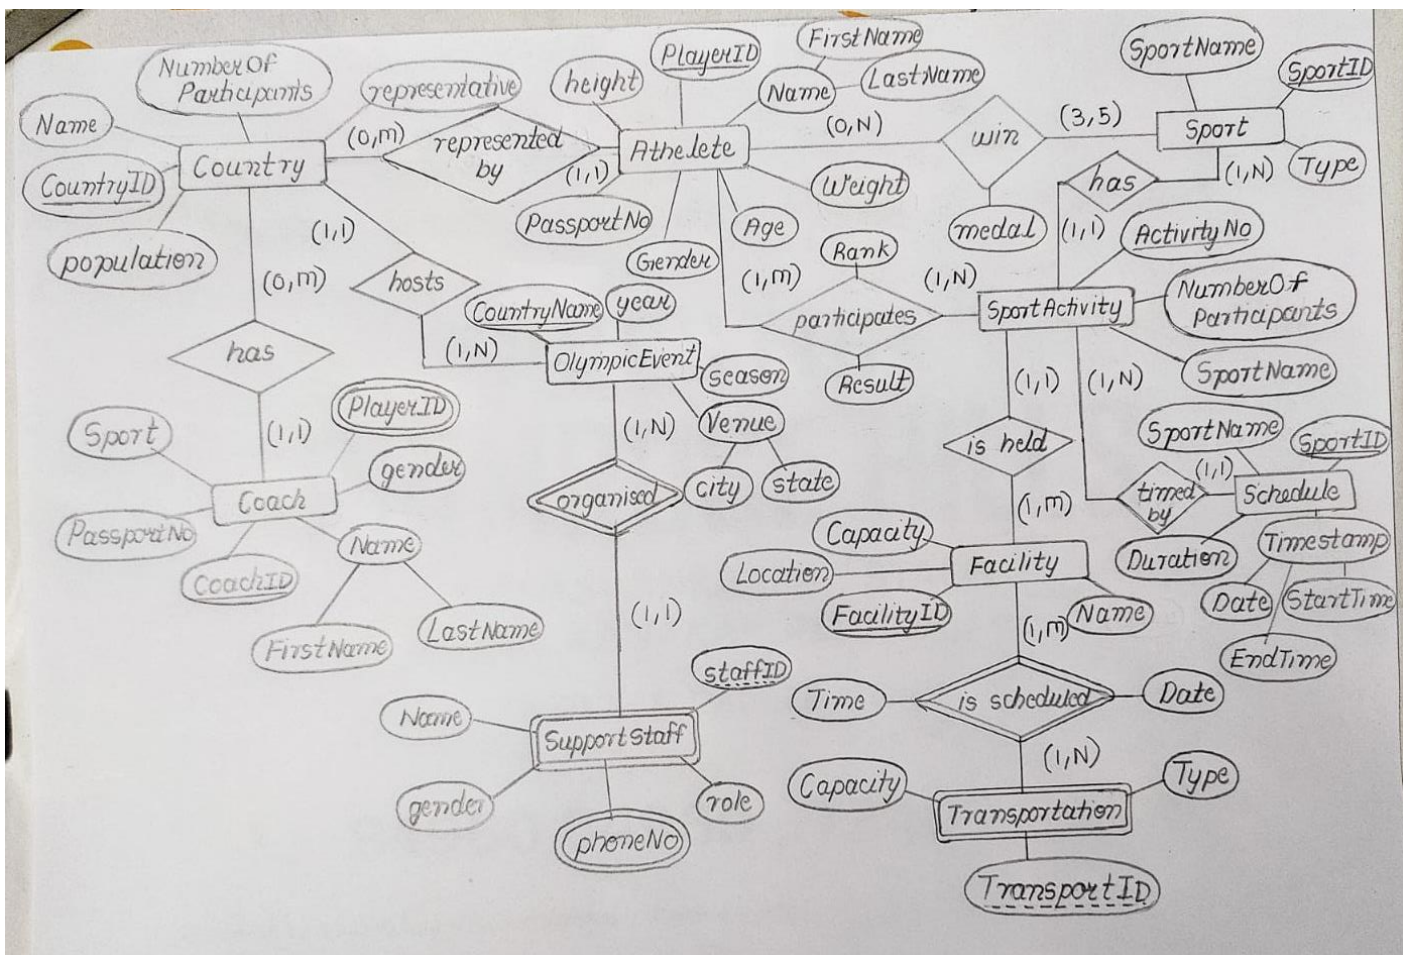 Number Of
Participants
representative
height
PlayerID
FirstName
LastName
Name
SportName
SportID
Type
Sport
Name
Country
CountryID
population
(0,m)
represented
by
(1,1)
Athelete
(0,N)
win
(3,5)
medal
has
(1,N)
(1,1)
PassportNo
Gender
Age
Weight
(1,1)
(0,m)
hosts
(1,N)
CountryName
year
OlympicEvent
season
Venue
city
state
(1,m)
Rank
participates
Result
(1,N)
SportActivity
ActivityNo
NumberOf
Participants
SportName
has
(1,1)
Sport
PlayerID
gender
Coach
PassportNo
CoachID
Name
FirstName
LastName
(1,N)
organised
(1,1)
(1,1)
is held
(1,m)
(1,N)
timed
by
(1,1)
SportName
SportID
Schedule
Duration
Timestamp
Date
StartTime
EndTime
Capacity
Location
FacilityID
Facility
Name
(1,m)
Time
is scheduled
Date
(1,N)
Capacity
Type
Transportation
TransportID
staffID
Name
SupportStaff
gender
phoneNo
role